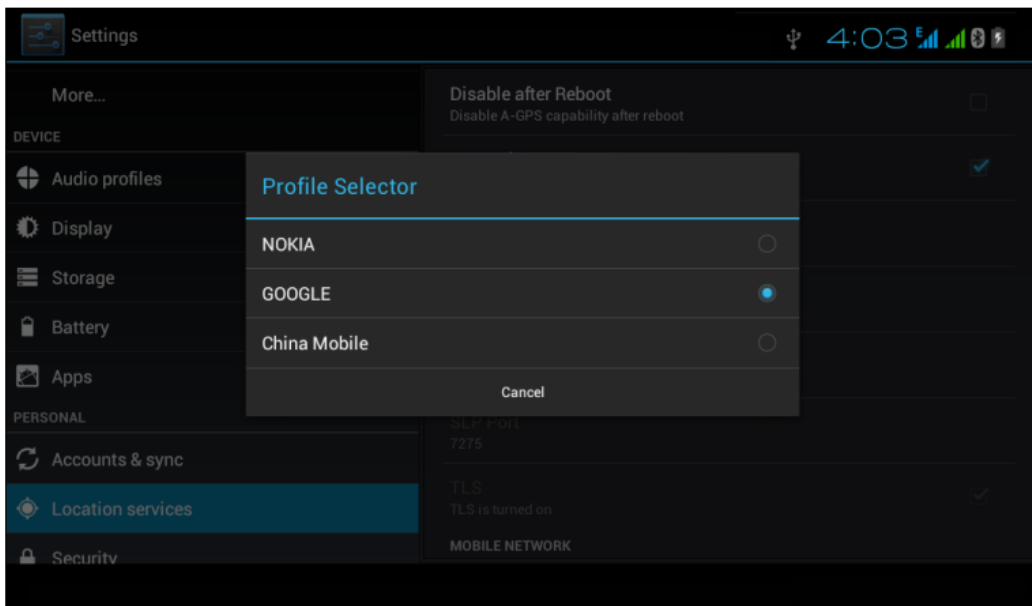 Settings
4:03
E
More...
DEVICE
Audio profiles
Display
Storage
Battery
Apps
PERSONAL
Accounts & sync
Location services
Security
Disable after Reboot
Disable A-GPS capability after reboot
Profile Selector
NOKIA
GOOGLE
China Mobile
Cancel
SLP Port
7275
TLS
TLS is turned on
MOBILE NETWORK